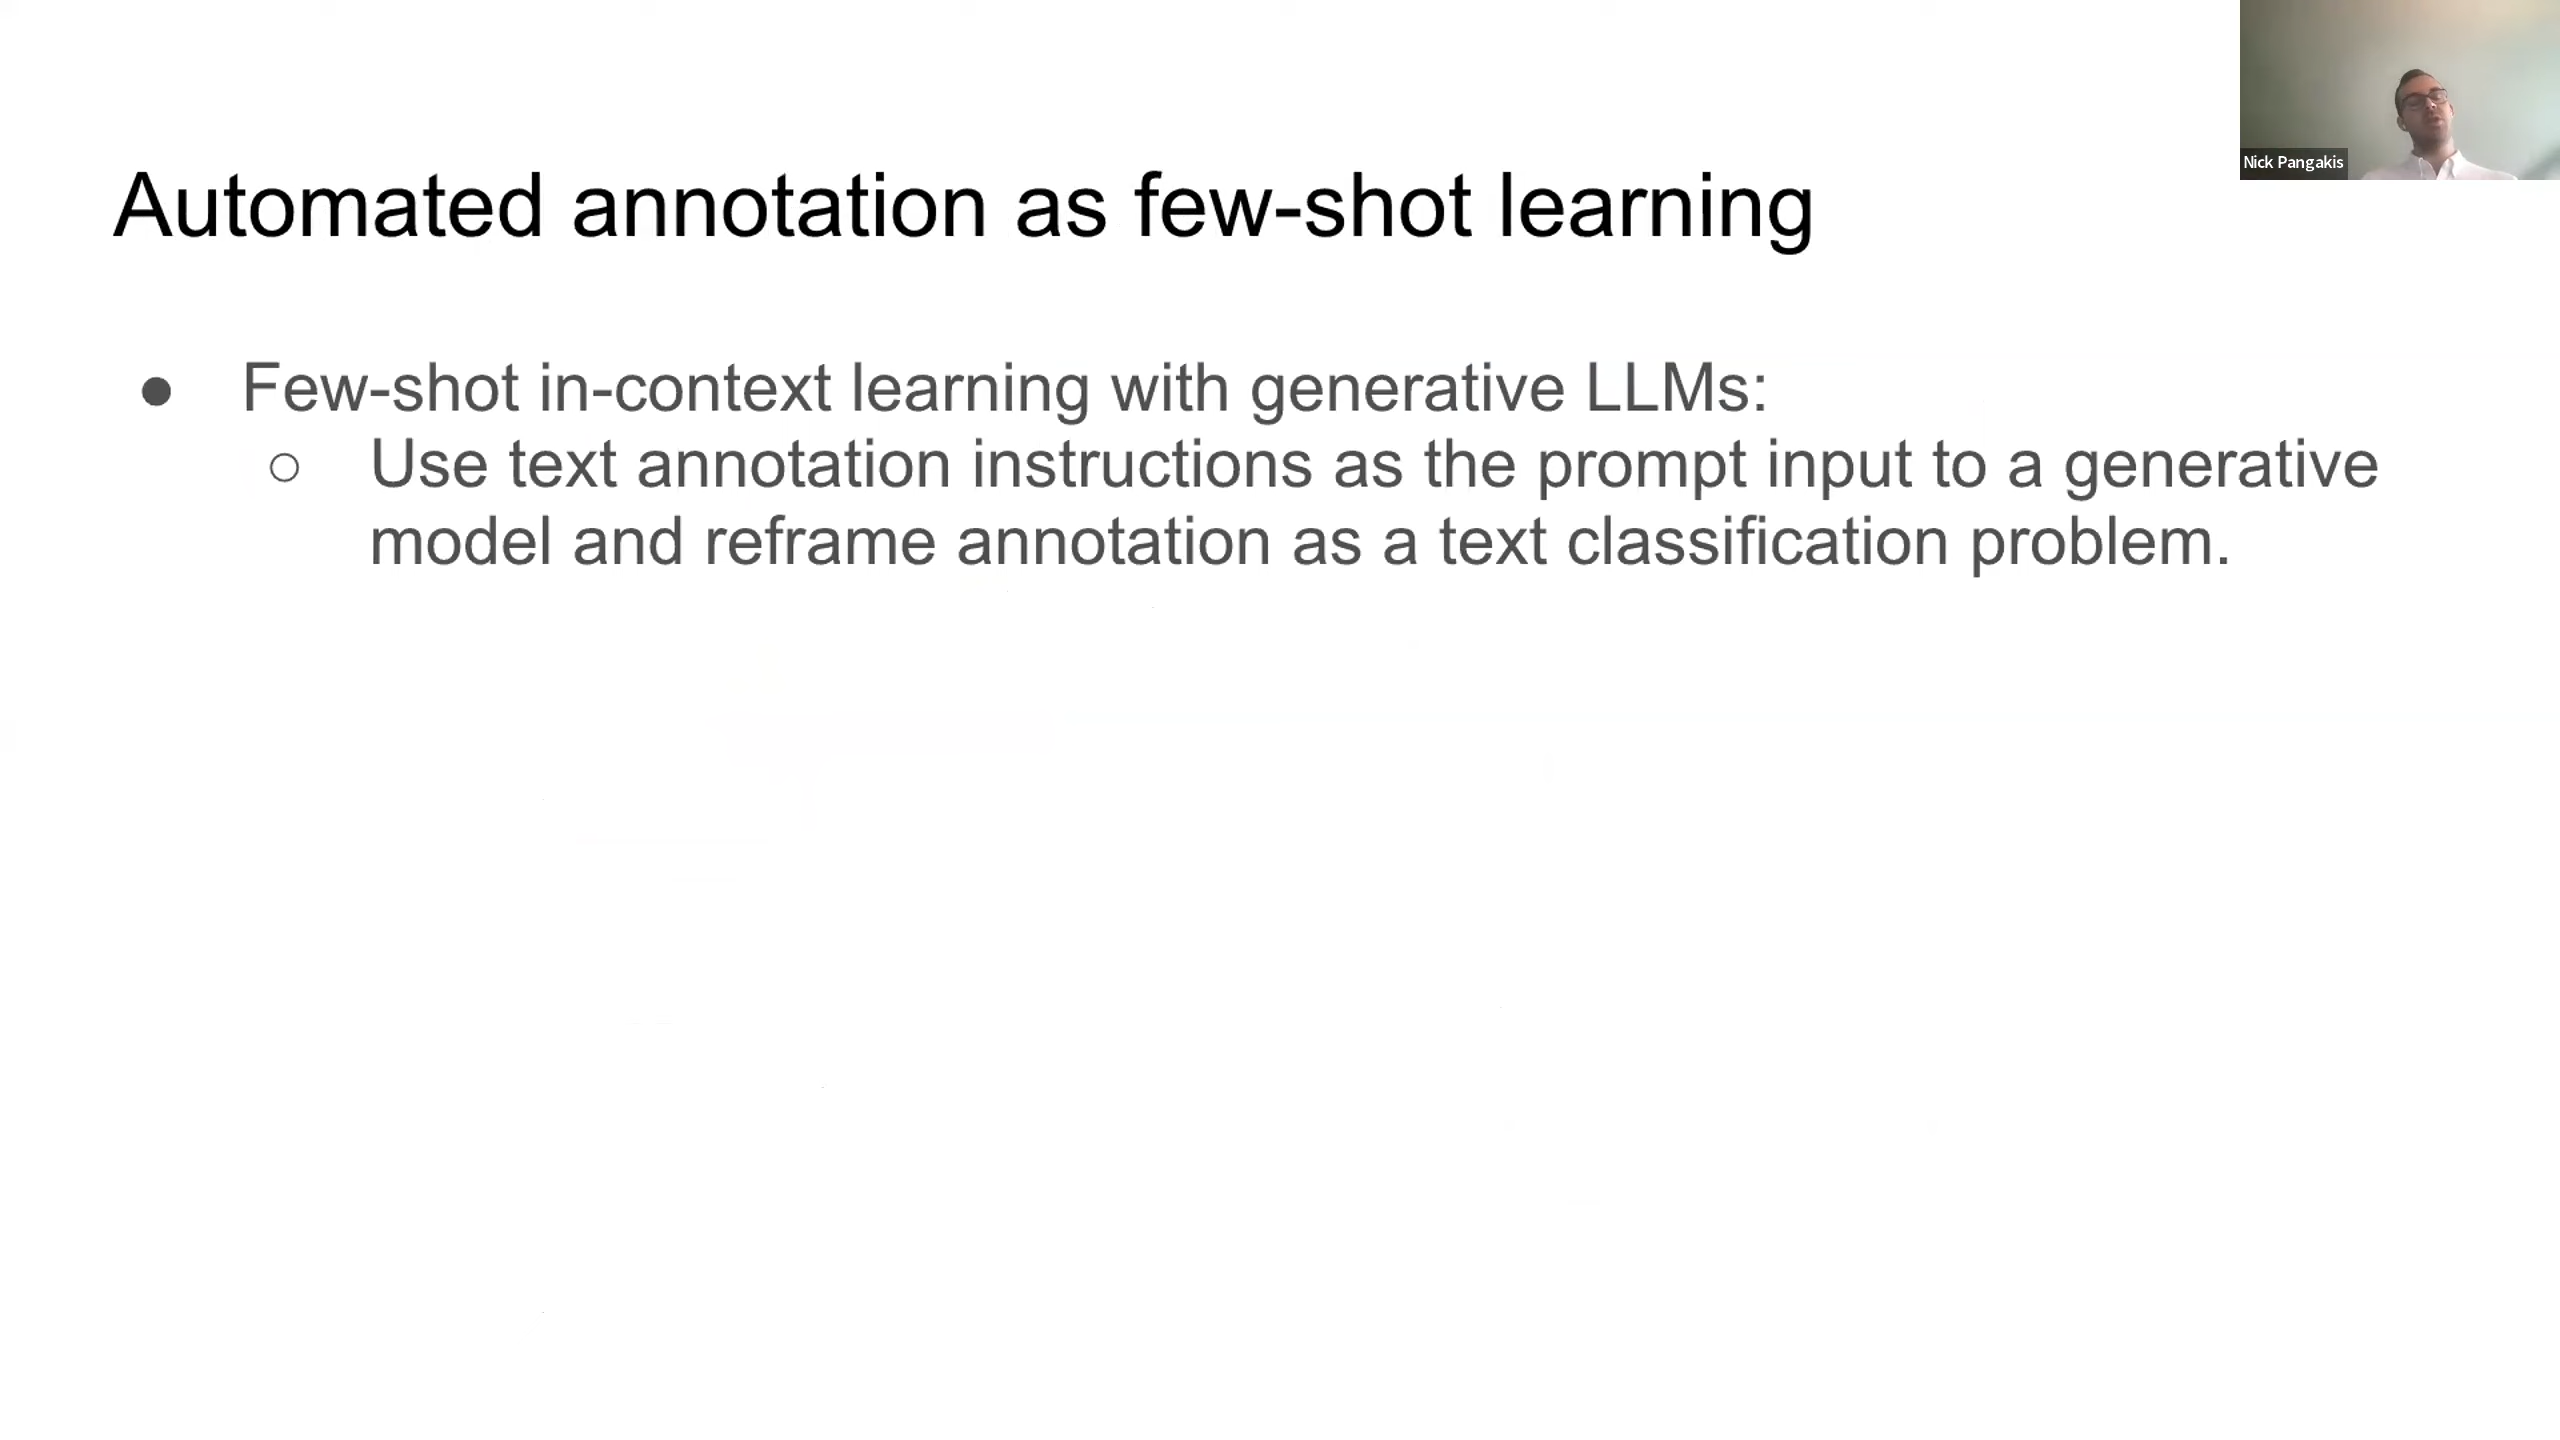 Nick Pangakis
Automated annotation as few-shot learning
● Few-shot in-context learning with generative LLMs:
○ Use text annotation instructions as the prompt input to a generative
model and reframe annotation as a text classification problem.